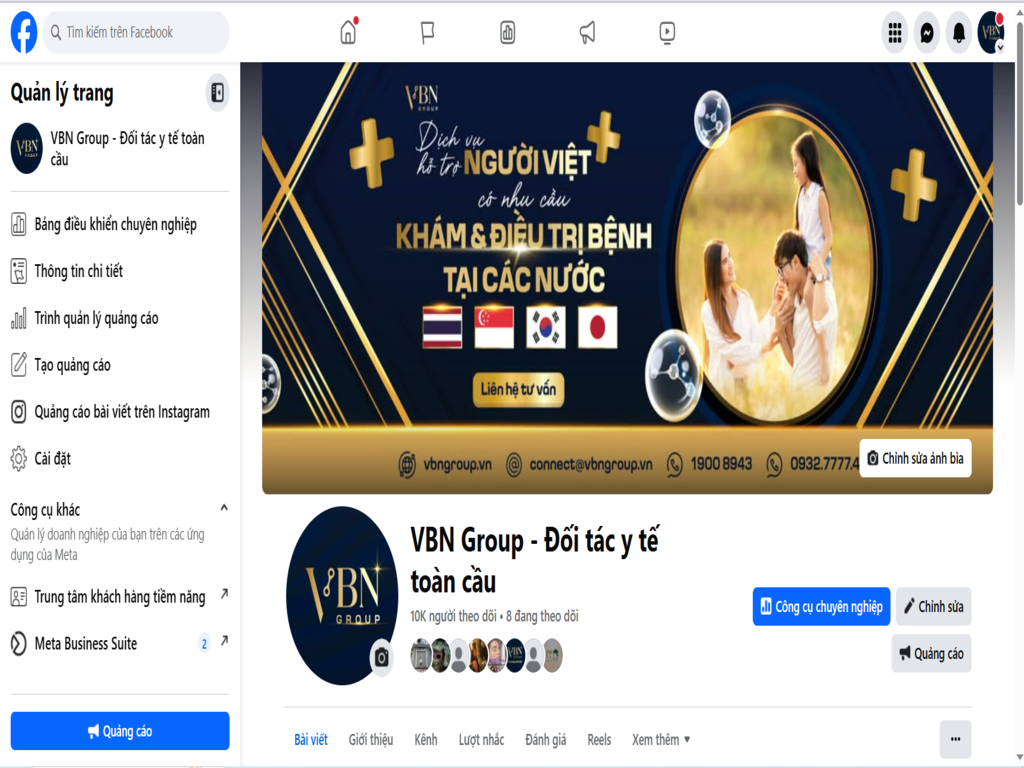 Tìm kiếm trên Facebook
VBN
Quản lý trang
VBN
GROUP
VBN Group - Đối tác y tế toàn
cầu
Bảng điều khiển chuyên nghiệp
Thông tin chi tiết
Trình quản lý quảng cáo
Tạo quảng cáo
Quảng cáo bài viết trên Instagram
Cài đặt
Công cụ khác
Quản lý doanh nghiệp của bạn trên các ứng
dụng của Meta
Trung tâm khách hàng tiềm năng
Meta Business Suite 2
Quảng cáo
VBN
GROUP
Dịch vụ
hỗ trợ NGƯỜI VIỆT
có nhu cầu
KHÁM & ĐIỀU TRỊ BỆNH
TẠI CÁC NƯỚC
Liên hệ tư vấn
vbngroup.vn connect@vbngroup.vn 1900 8943 0932.7777.4
Chỉnh sửa ảnh bìa
VBN
GROUP
VBN Group - Đối tác y tế
toàn cầu
10K người theo dõi • 8 đang theo dõi
VBN
Công cụ chuyên nghiệp
Chỉnh sửa
Quảng cáo
Bài viết Giới thiệu Kênh Lượt nhắc Đánh giá Reels Xem thêm